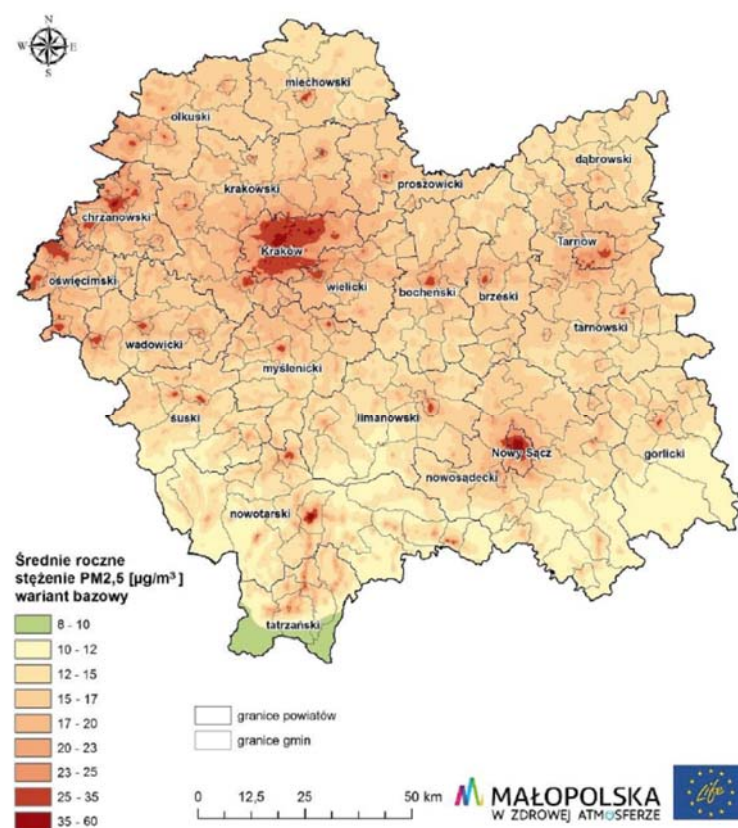 N
W E
S
miechowski
olkuski
dąbrowski
krakowski
proszowicki
chrzanowski
Tarnów
Kraków
oświęcimski
wielicki
bocheński
brzeski
tarnowski
wadowicki
myślenicki
suski
limanowski
Nowy Sącz
gorlicki
nowosądecki
nowotarski
tatrzański
Średnie roczne
stężenie PM2,5 [µg/m³]
wariant bazowy
8 - 10
10 - 12
12 - 15
15 - 17
17 - 20
20 - 23
23 - 25
25 - 35
35 - 60
granice powiatów
granice gmin
0 12,5 25 50 km
MAŁOPOLSKA
W ZDROWEJ ATMOSFERZE
Life